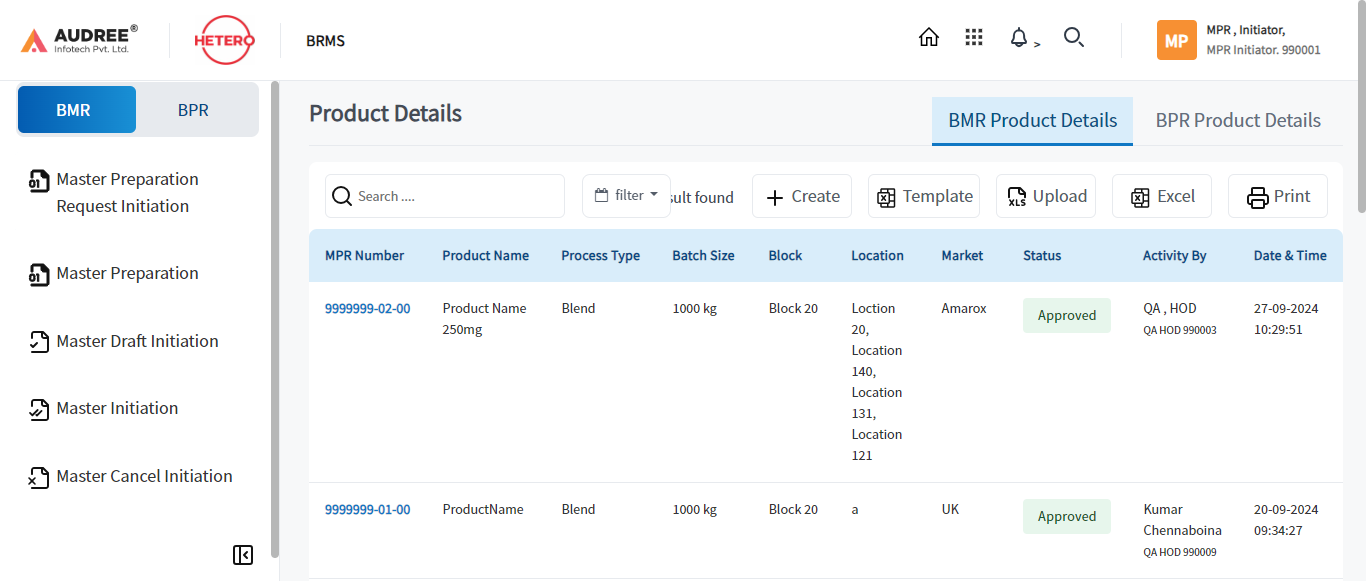 AUDREE®
Infotech Pvt. Ltd.
HETERO
BRMS
>
MP
MPR , Initiator,
MPR Initiator. 990001
BMR
BPR
Master Preparation
Request Initiation
Master Preparation
Master Draft Initiation
Master Initiation
Master Cancel Initiation
Product Details
BMR Product Details
BPR Product Details
Search ....
filter
sult found
Create
Template
XLS
Upload
Excel
Print
MPR Number
Product Name
Process Type
Batch Size
Block
Location
Market
Status
Activity By
Date & Time
9999999-02-00
Product Name
250mg
Blend
1000 kg
Block 20
Loction
20,
Location
140,
Location
131,
Location
121
Amarox
Approved
QA , HOD
QA HOD 990003
27-09-2024
10:29:51
9999999-01-00
ProductName
Blend
1000 kg
Block 20
a
UK
Approved
Kumar
Chennaboina
QA HOD 990009
20-09-2024
09:34:27